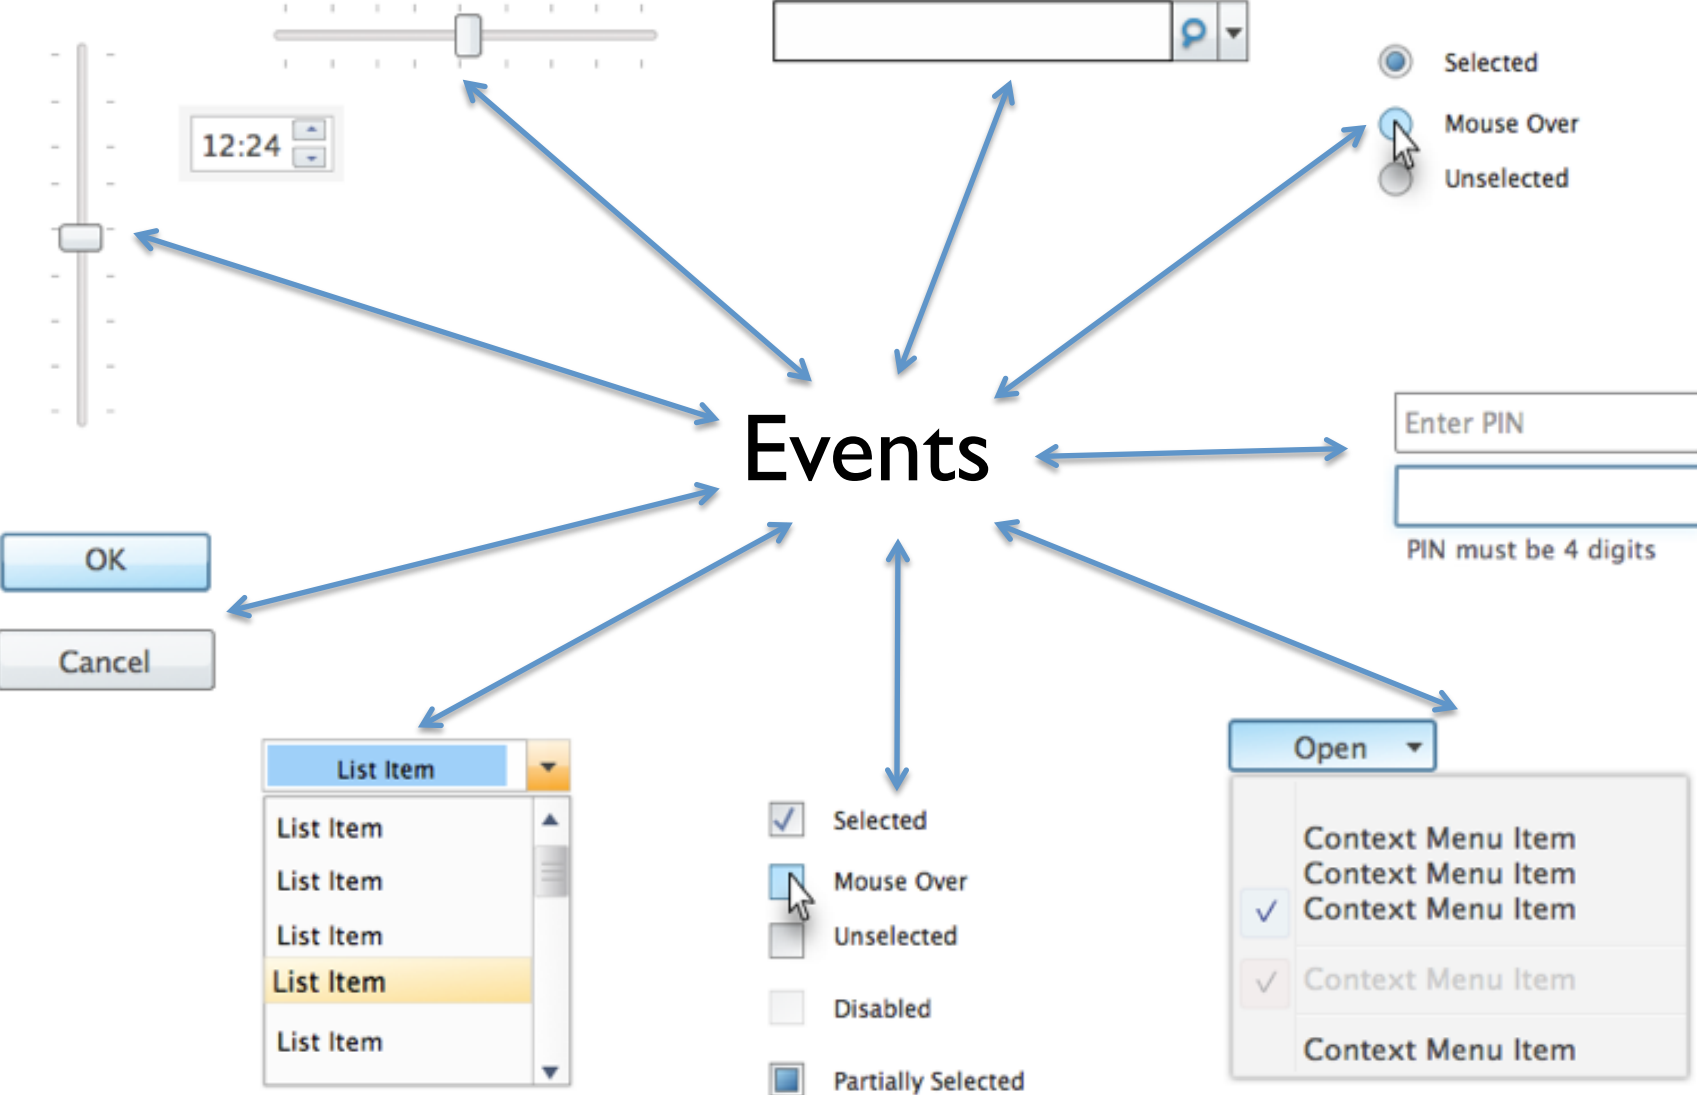 Selected
Mouse Over
Unselected
12:24
Events
Enter PIN
PIN must be 4 digits
OK
Cancel
List Item
List Item
List Item
List Item
List Item
List Item
Selected
Mouse Over
Unselected
Disabled
Partially Selected
Open
Context Menu Item
Context Menu Item
Context Menu Item
Context Menu Item
Context Menu Item